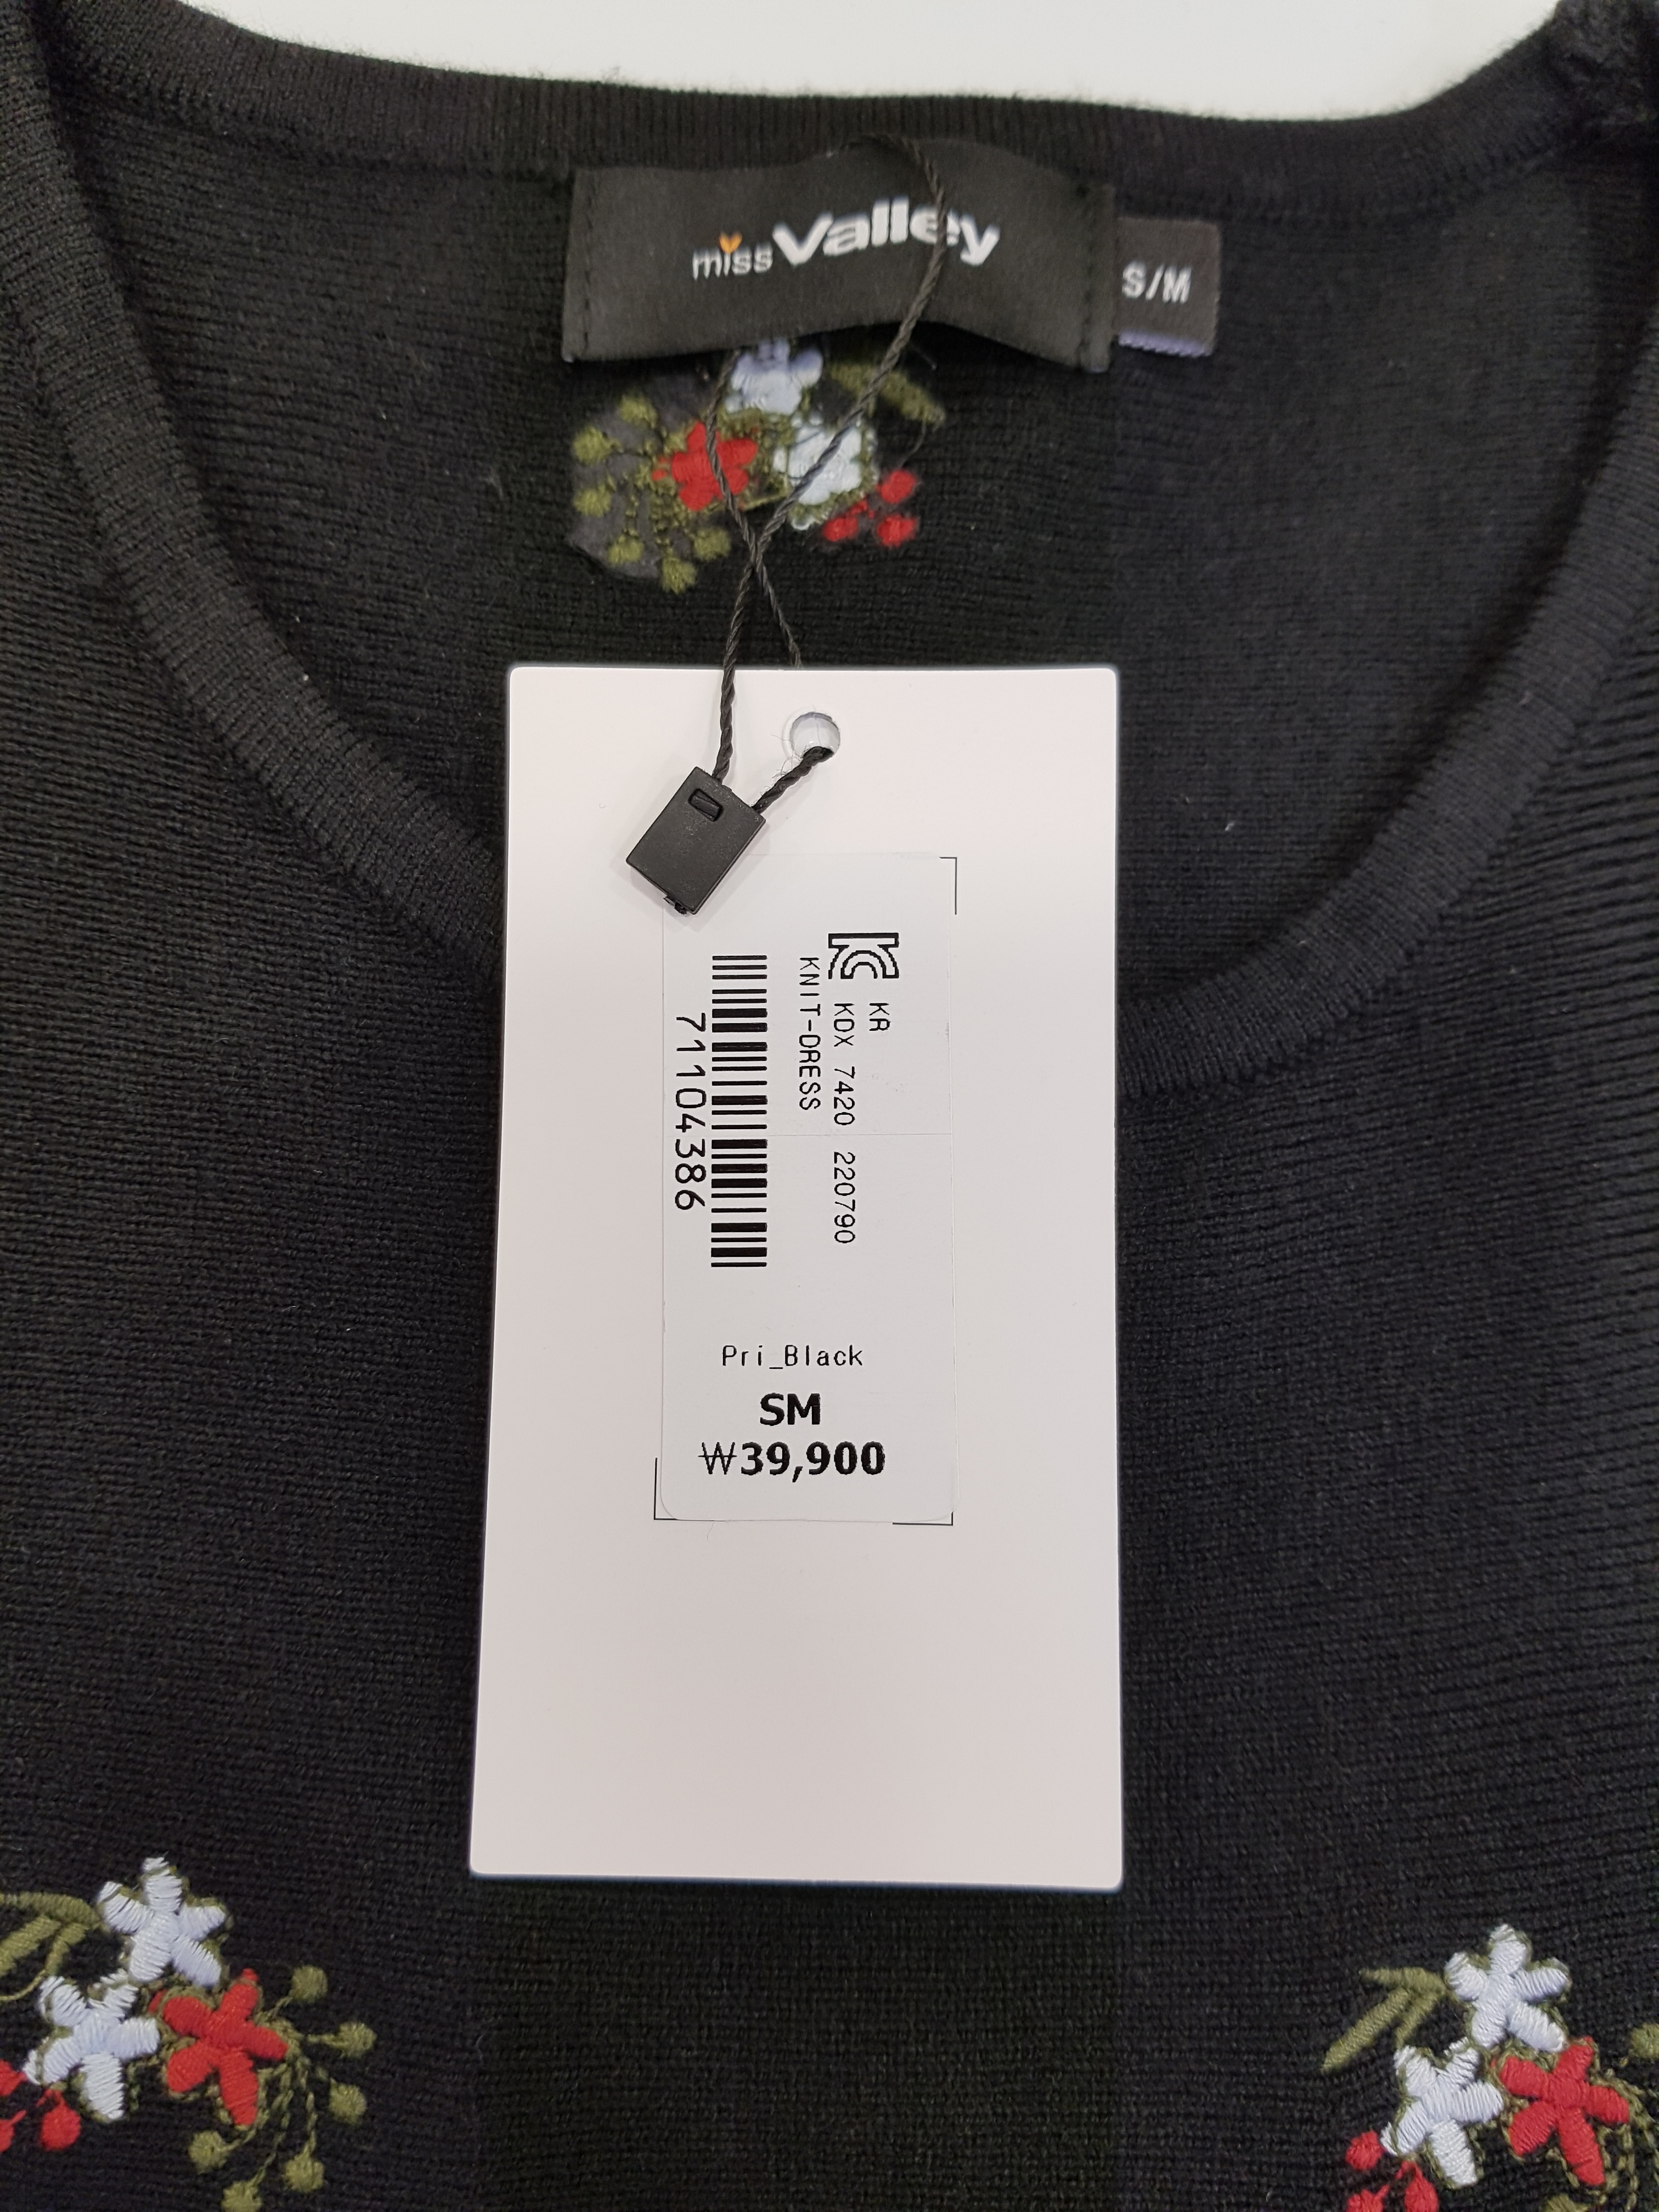 miss Valley
S/M
KR
KDX 7420 220790
KNIT-DRESS
71104386
Pri_Black
SM
₩39,900